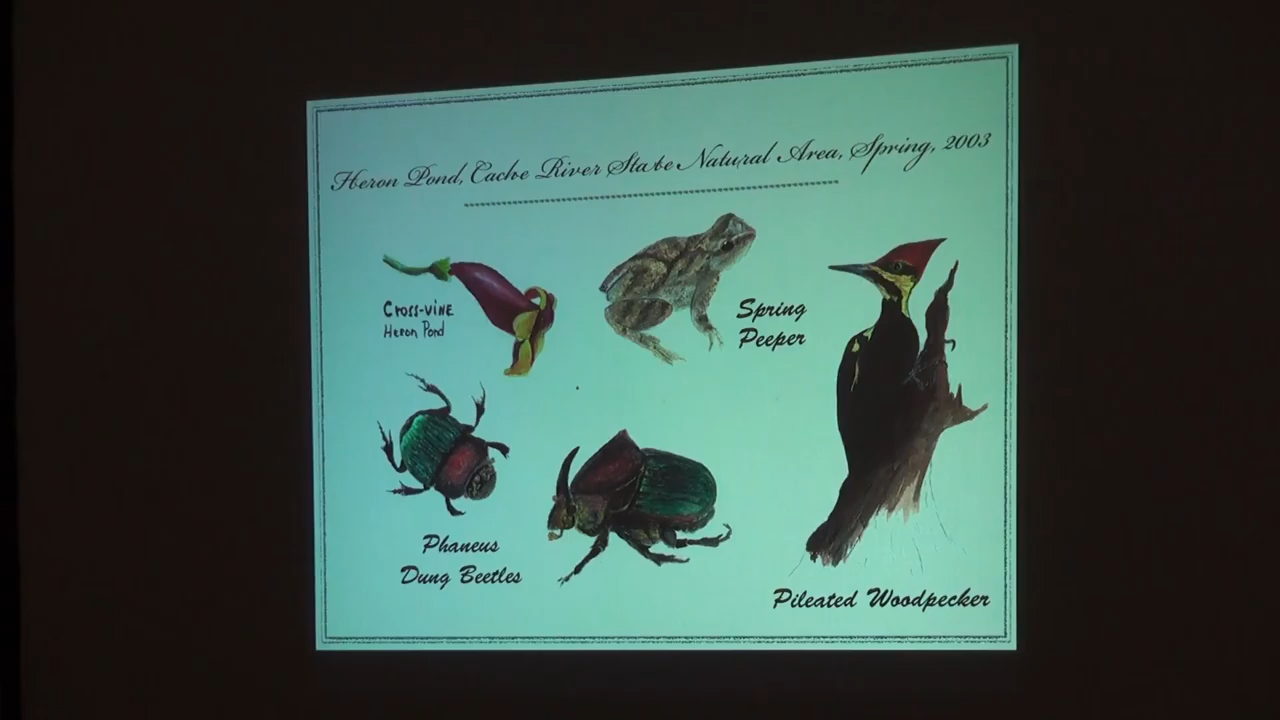 Heron Pond, Cache River State Natural Area, Spring, 2003
Cross-vine
Heron Pond
Spring
Peeper
Phaneus
Dung Beetles
Pileated Woodpecker